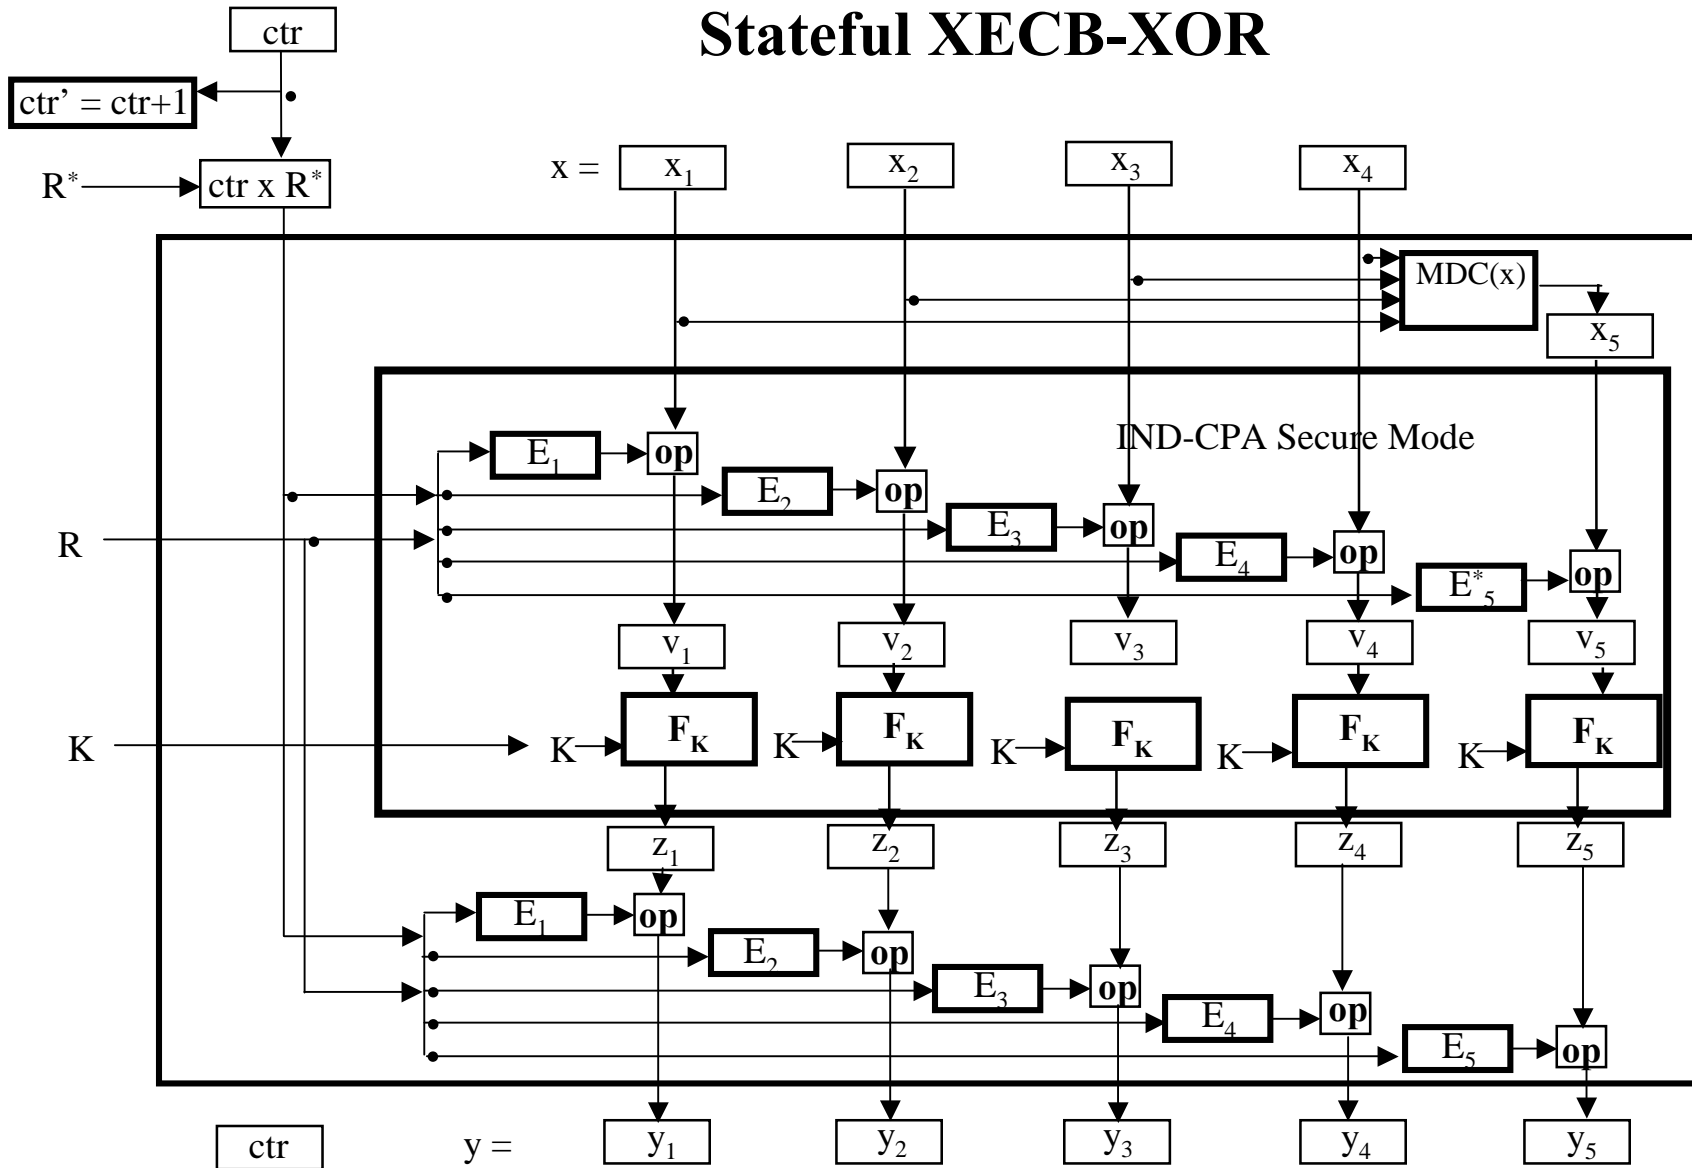 Stateful XECB-XOR
ctr
ctr’ = ctr+1
R* ctr x R*
x = x1 x2 x3 x4
MDC(x)
x5
IND-CPA Secure Mode
E1 op
E2 op
E3 op
R
E4 op
E*5 op
v1 v2 v3 v4 v5
K K FK K FK K FK K FK K FK
z1 z2 z3 z4 z5
E1 op
E2 op
E3 op
E4 op
E5 op
ctr y = y1 y2 y3 y4 y5